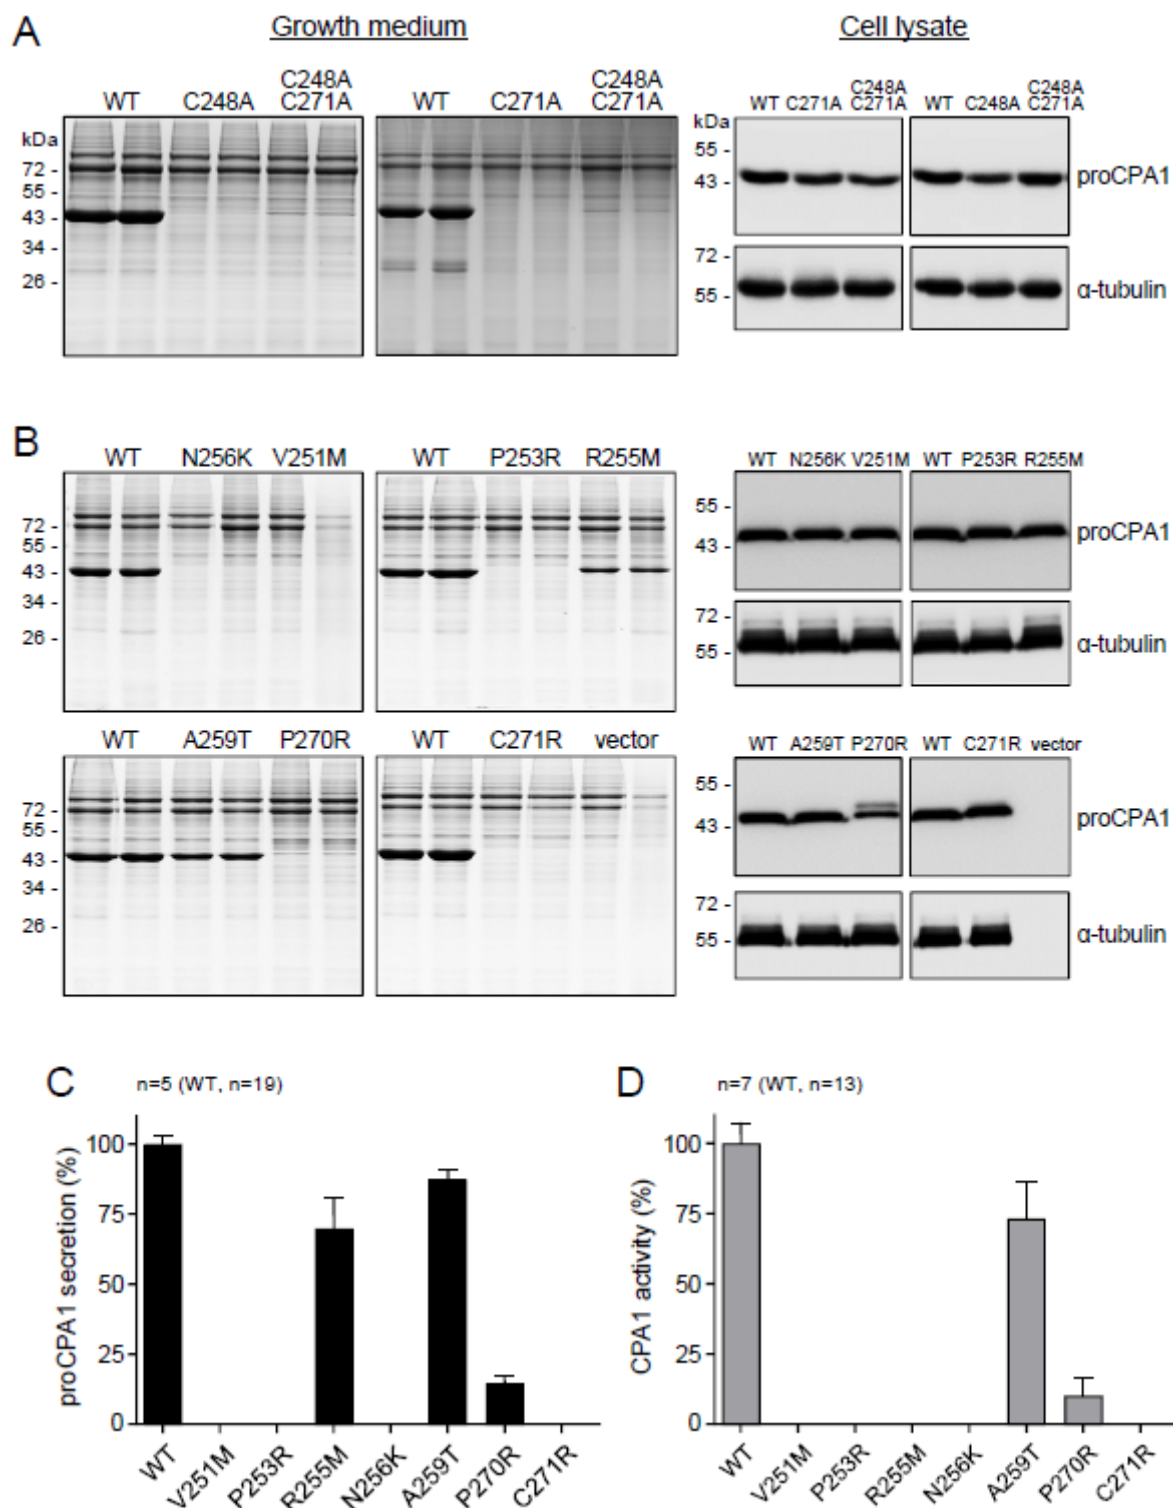 A
Growth medium
Cell lysate
WT C248A C248A C271A
WT C271A C248A C271A
WT C271A C248A C271A
WT C248A C248A C271A
kDa
72 -
55 -
43 -
34 -
26 -
kDa
55 -
43 -
proCPA1
72 -
55 -
α-tubulin
B
WT N256K V251M
WT P253R R255M
WT N256K V251M
WT P253R R255M
72 -
55 -
43 -
34 -
26 -
55 -
43 -
proCPA1
72 -
55 -
α-tubulin
WT A259T P270R
WT C271R vector
WT A259T P270R
WT C271R vector
72 -
55 -
43 -
34 -
26 -
55 -
43 -
proCPA1
72 -
55 -
α-tubulin
C
n=5 (WT, n=19)
proCPA1 secretion (%)
100
75
50
25
0
WT
V251M
P253R
R255M
N256K
A259T
P270R
C271R
D
n=7 (WT, n=13)
CPA1 activity (%)
100
75
50
25
0
WT
V251M
P253R
R255M
N256K
A259T
P270R
C271R